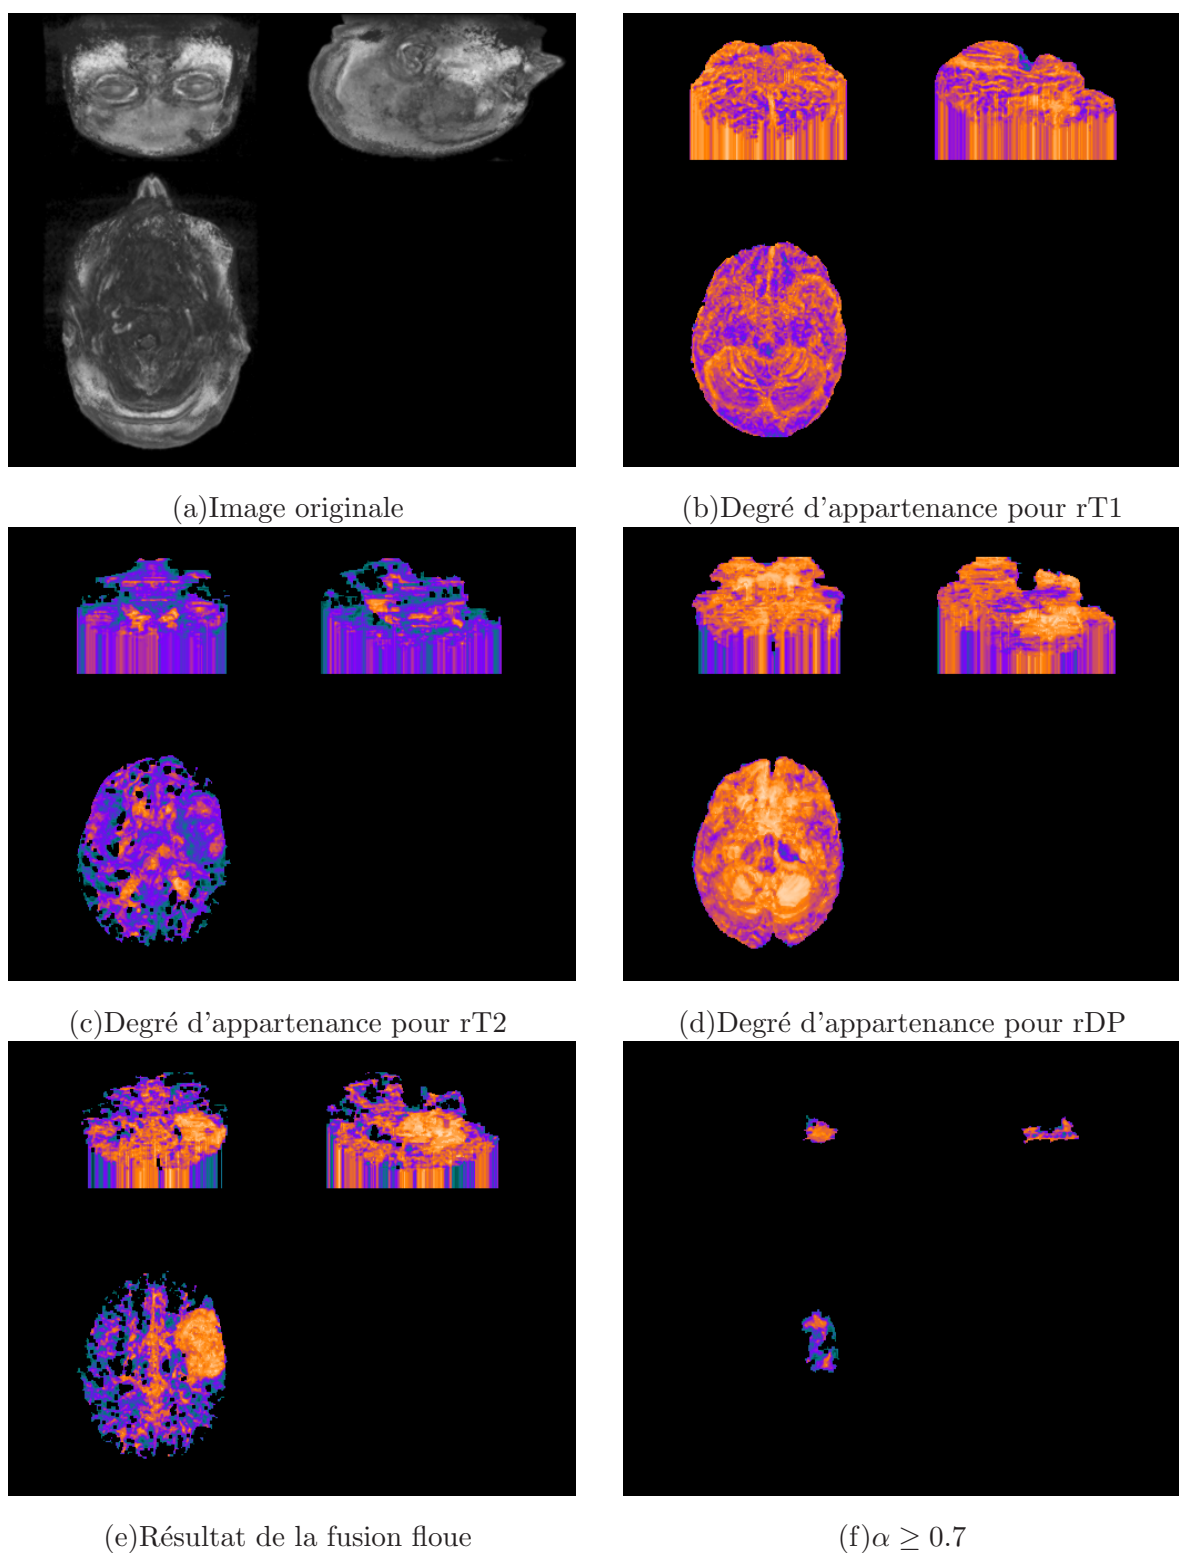 (a)Image originale
(b)Degré d'appartenance pour rT1
(c)Degré d'appartenance pour rT2
(d)Degré d'appartenance pour rDP
(e)Résultat de la fusion floue
(f)α ≥ 0.7